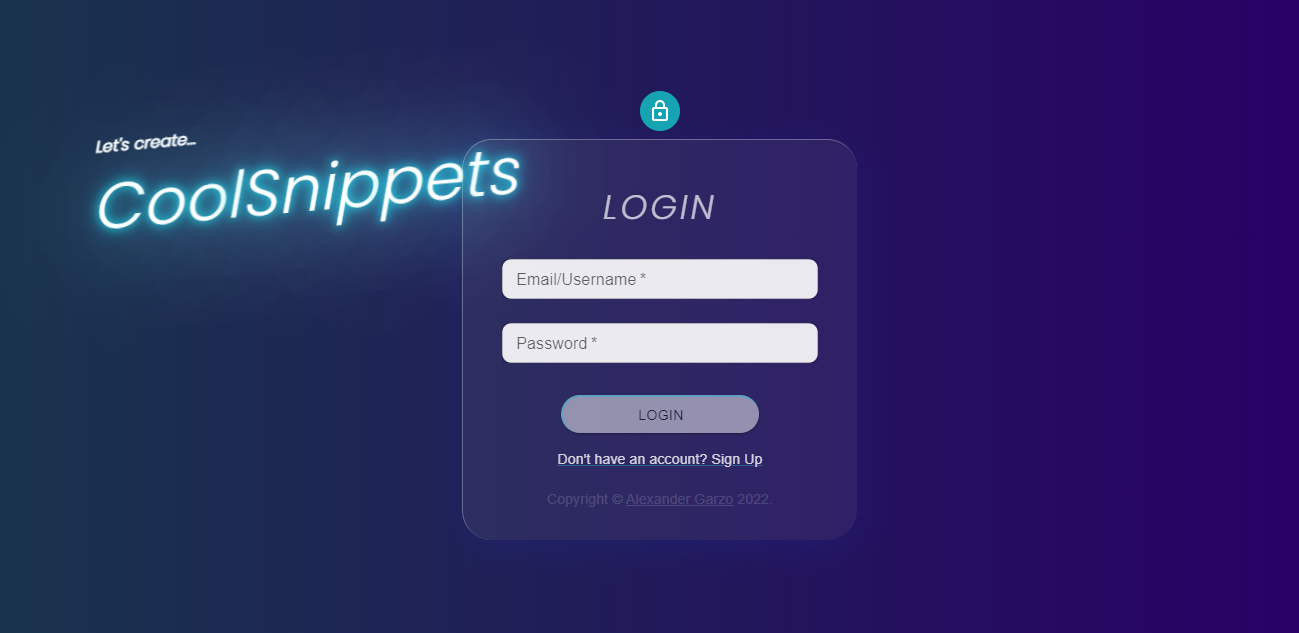 Let's create...
CoolSnippets
LOGIN
Email/Username *
Password *
LOGIN
Don't have an account? Sign Up
Copyright © Alexander Garzo 2022.